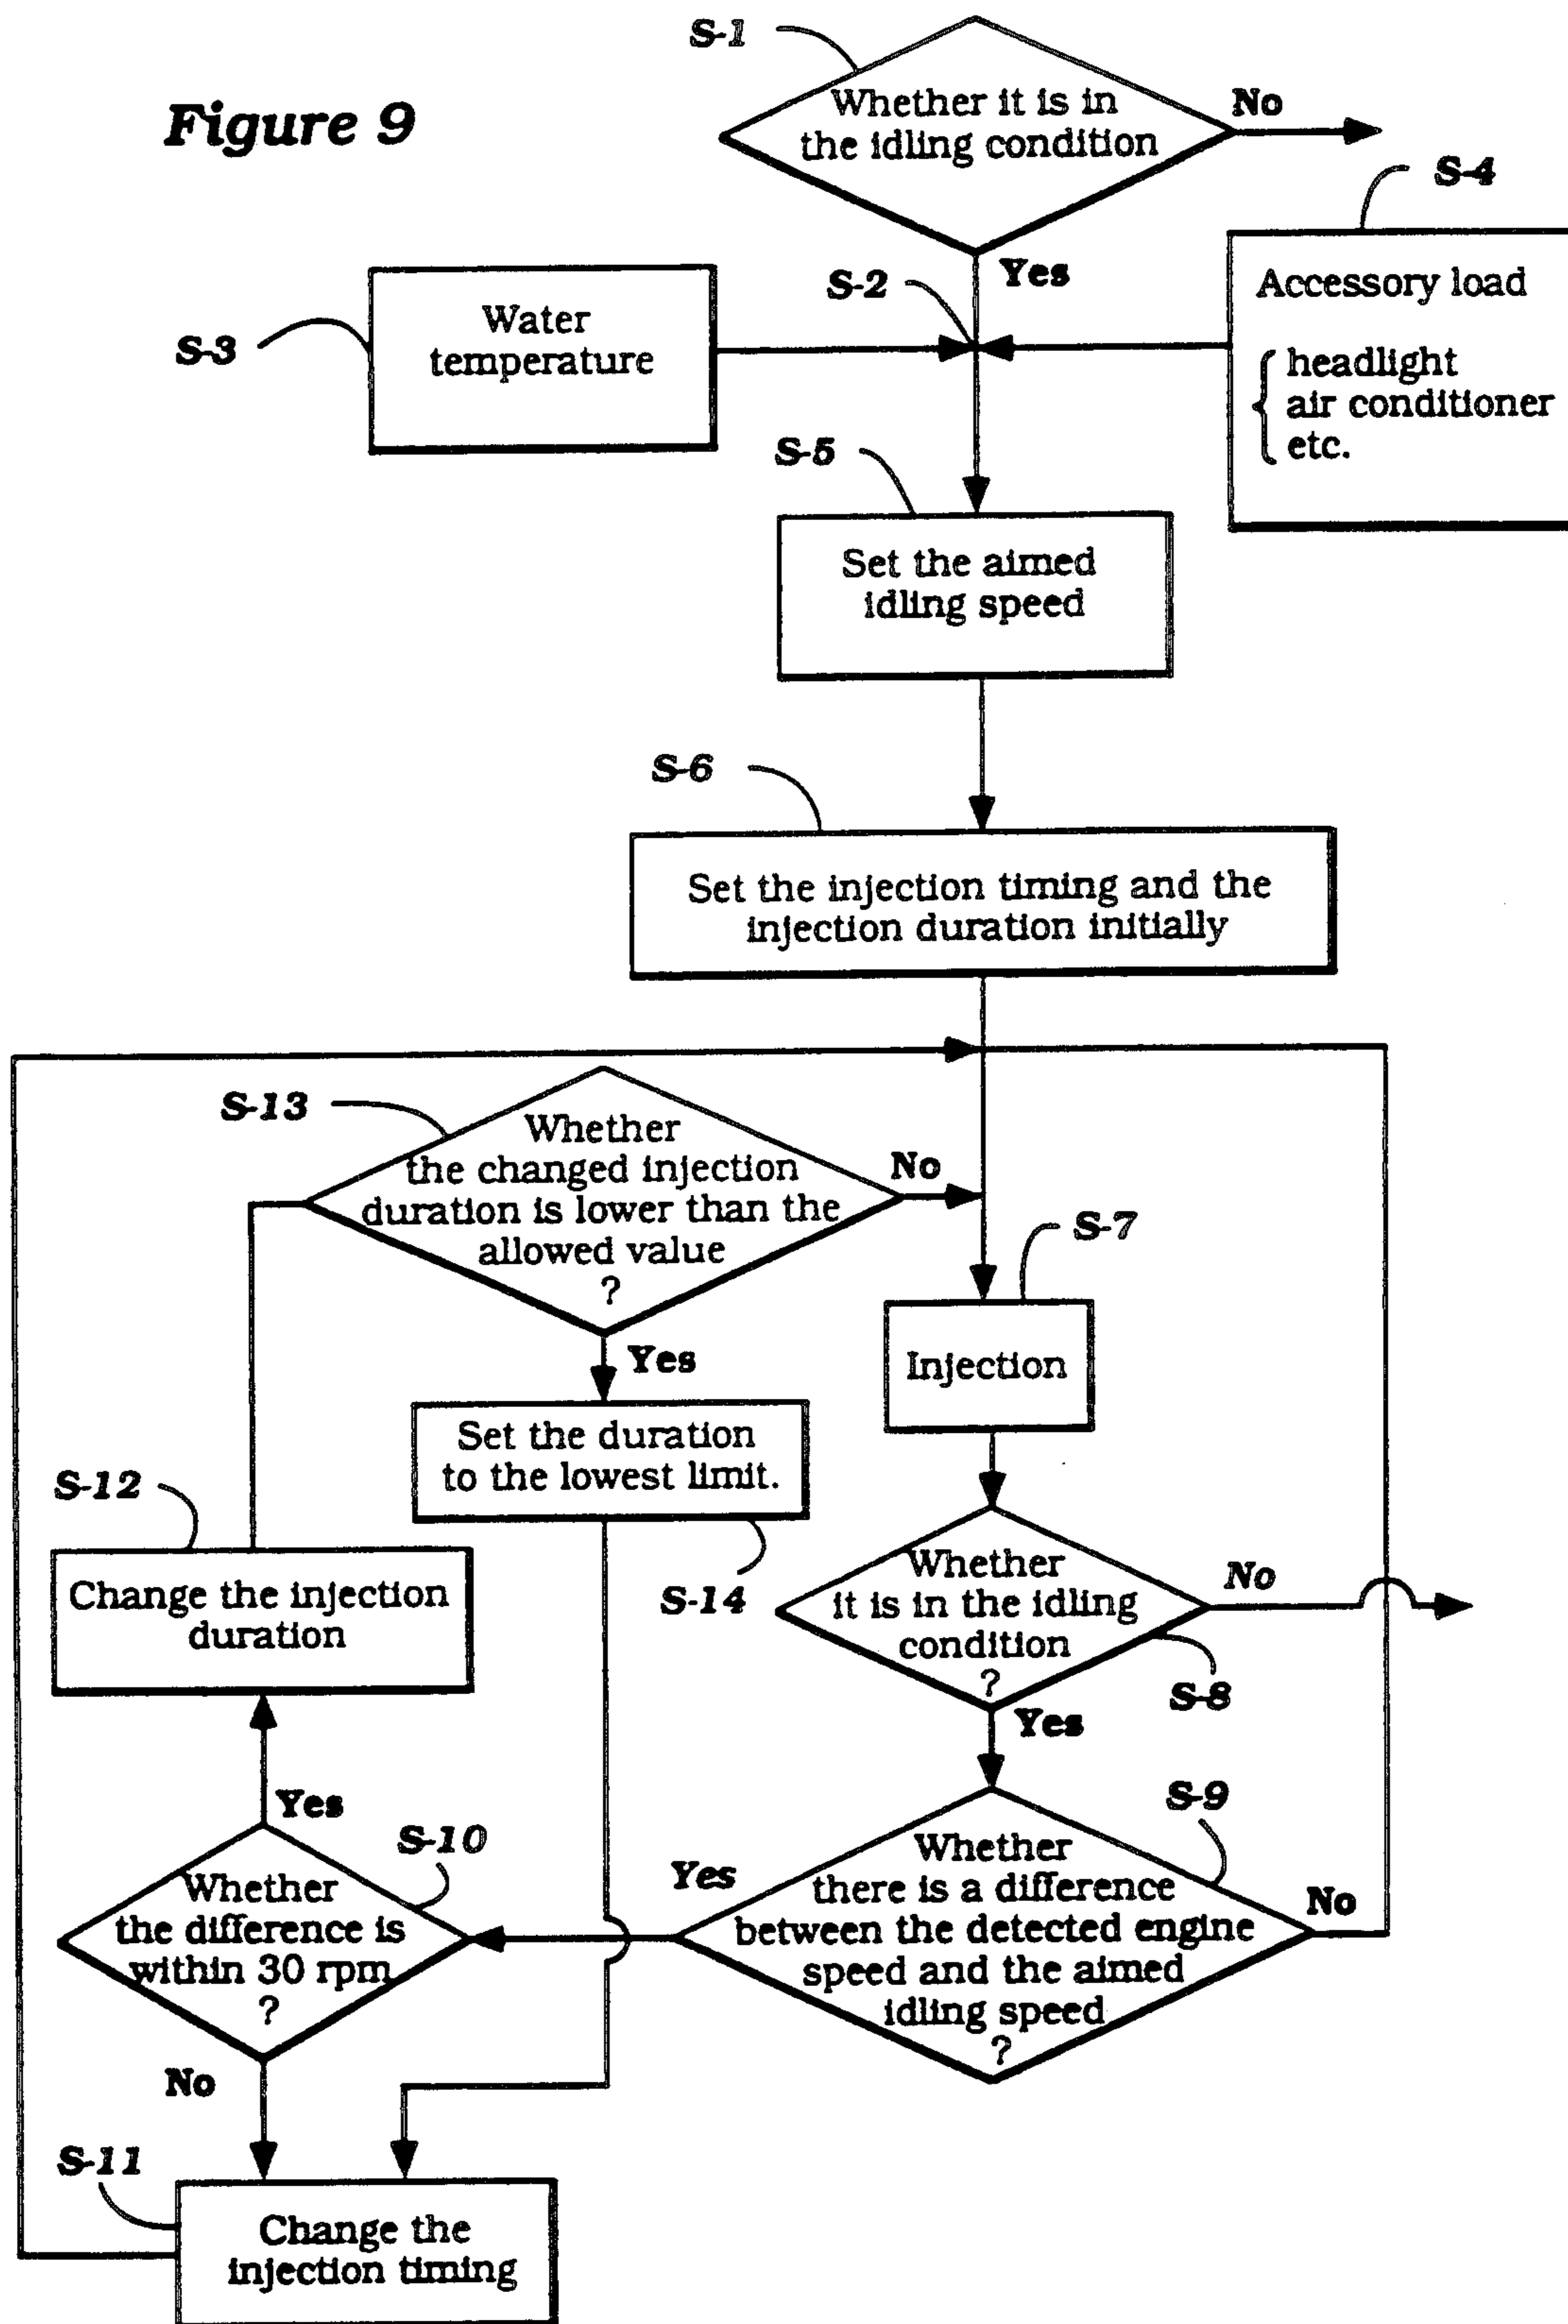 Figure 9
S-1
Whether it is in
the idling condition
No
Yes
S-2
S-3
Water
temperature
S-4
Accessory load
headlight
air conditioner
etc.
S-5
Set the aimed
idling speed
S-6
Set the injection timing and the
injection duration initially
S-13
Whether
the changed injection
duration is lower than the
allowed value
?
No
Yes
S-7
Injection
Set the duration
to the lowest limit.
S-14
S-12
Change the injection
duration
Whether
it is in the idling
condition
?
No
S-8
Yes
S-9
Whether
there is a difference
between the detected engine
speed and the aimed
idling speed
?
Yes
No
Yes
S-10
Whether
the difference is
within 30 rpm
?
No
S-11
Change the
injection timing